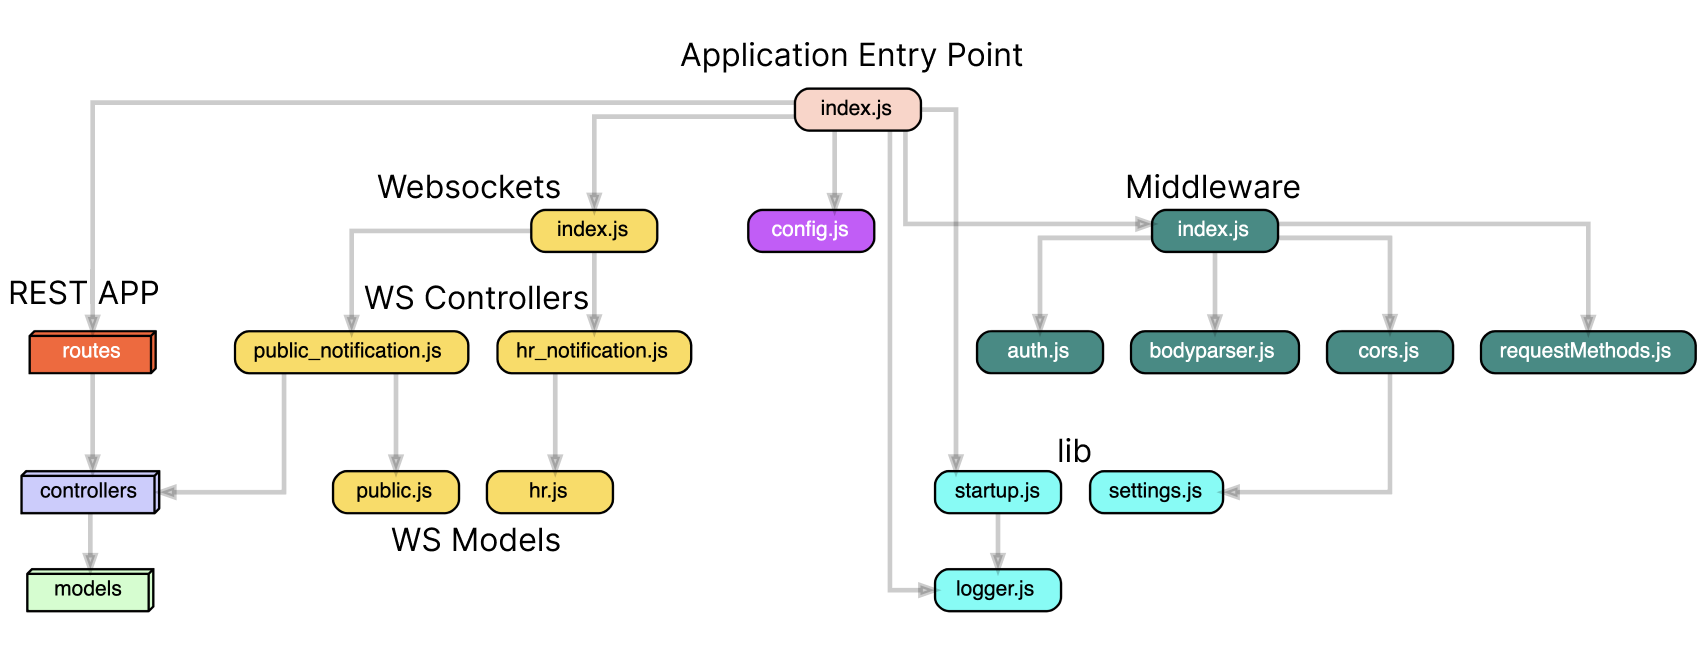 Application Entry Point
index.js
Websockets
Middleware
index.js
config.js
index.js
REST APP
WS Controllers
routes
public_notification.js
hr_notification.js
auth.js
bodyparser.js
cors.js
requestMethods.js
lib
controllers
public.js
hr.js
startup.js
settings.js
WS Models
models
logger.js